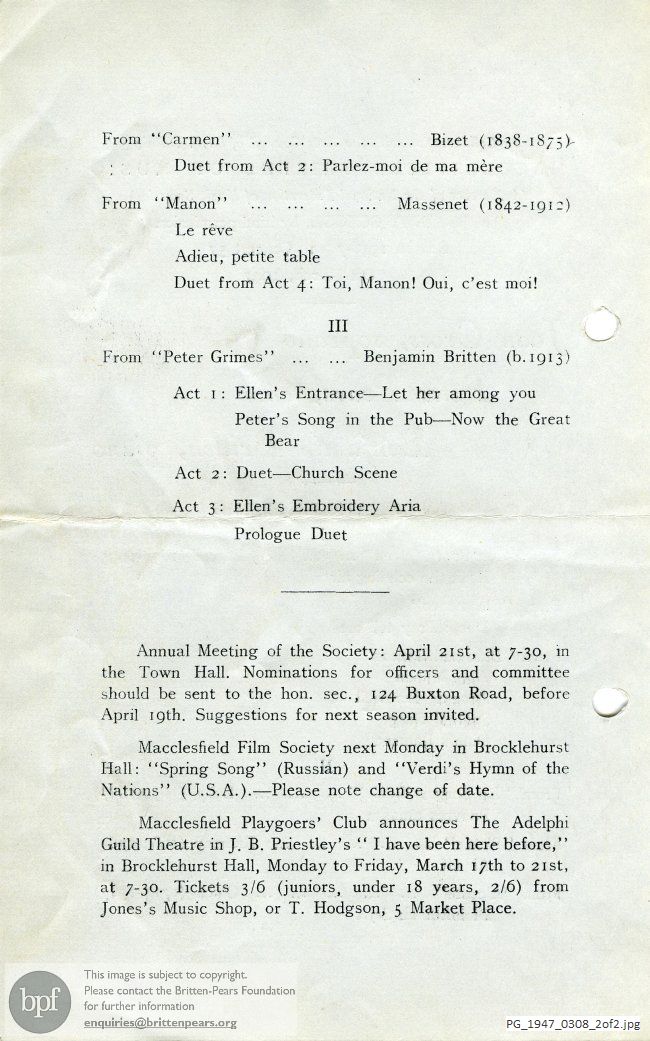 From "Carmen" ... ... ... ... ... Bizet (1838-1875)
Duet from Act 2: Parlez-moi de ma mère
From "Manon" ... ... ... ... Massenet (1842-1912)
Le rêve
Adieu, petite table
Duet from Act 4: Toi, Manon! Oui, c'est moi!
III
From "Peter Grimes" ... ... Benjamin Britten (b.1913)
Act 1: Ellen's Entrance—Let her among you
Peter's Song in the Pub—Now the Great
Bear
Act 2: Duet—Church Scene
Act 3: Ellen's Embroidery Aria
Prologue Duet
Annual Meeting of the Society: April 21st, at 7-30, in
the Town Hall. Nominations for officers and committee
should be sent to the hon. sec., 124 Buxton Road, before
April 19th. Suggestions for next season invited.
Macclesfield Film Society next Monday in Brocklehurst
Hall: "Spring Song" (Russian) and "Verdi's Hymn of the
Nations" (U.S.A.).—Please note change of date.
Macclesfield Playgoers' Club announces The Adelphi
Guild Theatre in J. B. Priestley's " I have been here before,"
in Brocklehurst Hall, Monday to Friday, March 17th to 21st,
at 7-30. Tickets 3/6 (juniors, under 18 years, 2/6) from
Jones's Music Shop, or T. Hodgson, 5 Market Place.
bpf
This image is subject to copyright.
Please contact the Britten-Pears Foundation
for further information
enquiries@brittenpears.org
PG_1947_0308_2of2.jpg